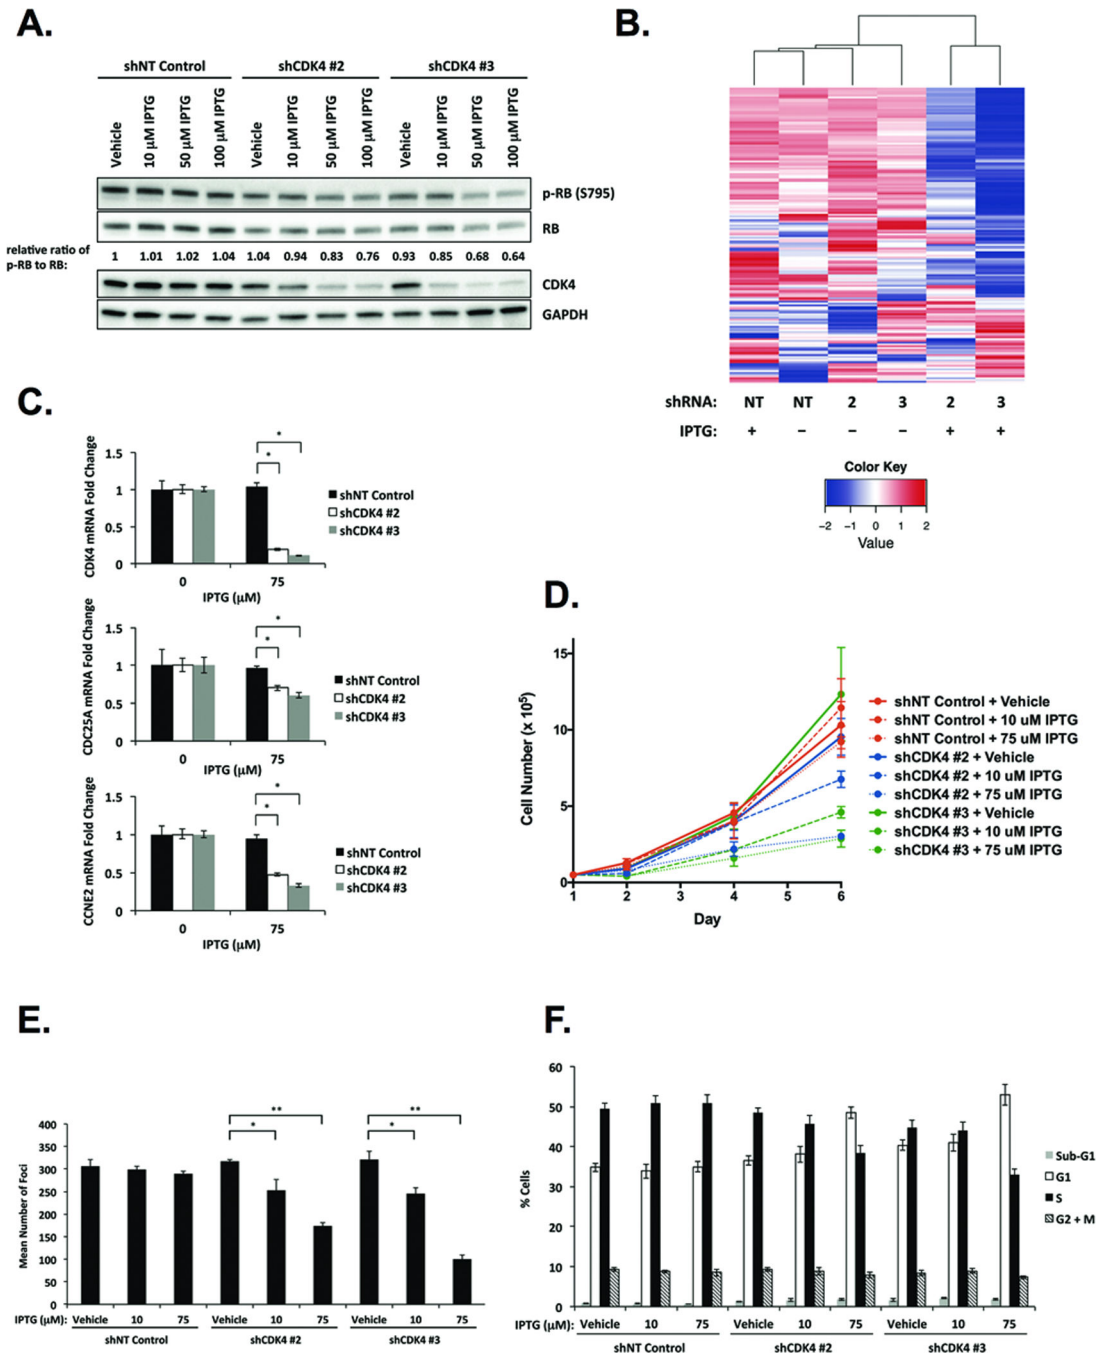 A.
shNT Control shCDK4 #2 shCDK4 #3
Vehicle 10 μM IPTG 50 μM IPTG 100 μM IPTG Vehicle 10 μM IPTG 50 μM IPTG 100 μM IPTG Vehicle 10 μM IPTG 50 μM IPTG 100 μM IPTG
p-RB (S795)
RB
relative ratio of
p-RB to RB: 1 1.01 1.02 1.04 1.04 0.94 0.83 0.76 0.93 0.85 0.68 0.64
CDK4
GAPDH
B.
shRNA: NT NT 2 3 2 3
IPTG: + − − − + +
Color Key
−2 −1 0 1 2
Value
C.
CDK4 mRNA Fold Change
1.5
1
0.5
0
* *
0 75
IPTG (μM)
shNT Control
shCDK4 #2
shCDK4 #3
CDC25A mRNA Fold Change
1.5
1
0.5
0
* *
0 75
IPTG (μM)
shNT Control
shCDK4 #2
shCDK4 #3
CCNE2 mRNA Fold Change
1.5
1
0.5
0
* *
0 75
IPTG (μM)
shNT Control
shCDK4 #2
shCDK4 #3
D.
Cell Number (x 10⁵)
15
10
5
0
1 2 3 4 5 6
Day
shNT Control + Vehicle
shNT Control + 10 uM IPTG
shNT Control + 75 uM IPTG
shCDK4 #2 + Vehicle
shCDK4 #2 + 10 uM IPTG
shCDK4 #2 + 75 uM IPTG
shCDK4 #3 + Vehicle
shCDK4 #3 + 10 uM IPTG
shCDK4 #3 + 75 uM IPTG
E.
Mean Number of Foci
400
350
300
250
200
150
100
50
0
** **
* *
IPTG (μM): Vehicle 10 75 Vehicle 10 75 Vehicle 10 75
shNT Control shCDK4 #2 shCDK4 #3
F.
% Cells
60
50
40
30
20
10
0
Sub-G1
G1
S
G2 + M
IPTG (μM): Vehicle 10 75 Vehicle 10 75 Vehicle 10 75
shNT Control shCDK4 #2 shCDK4 #3